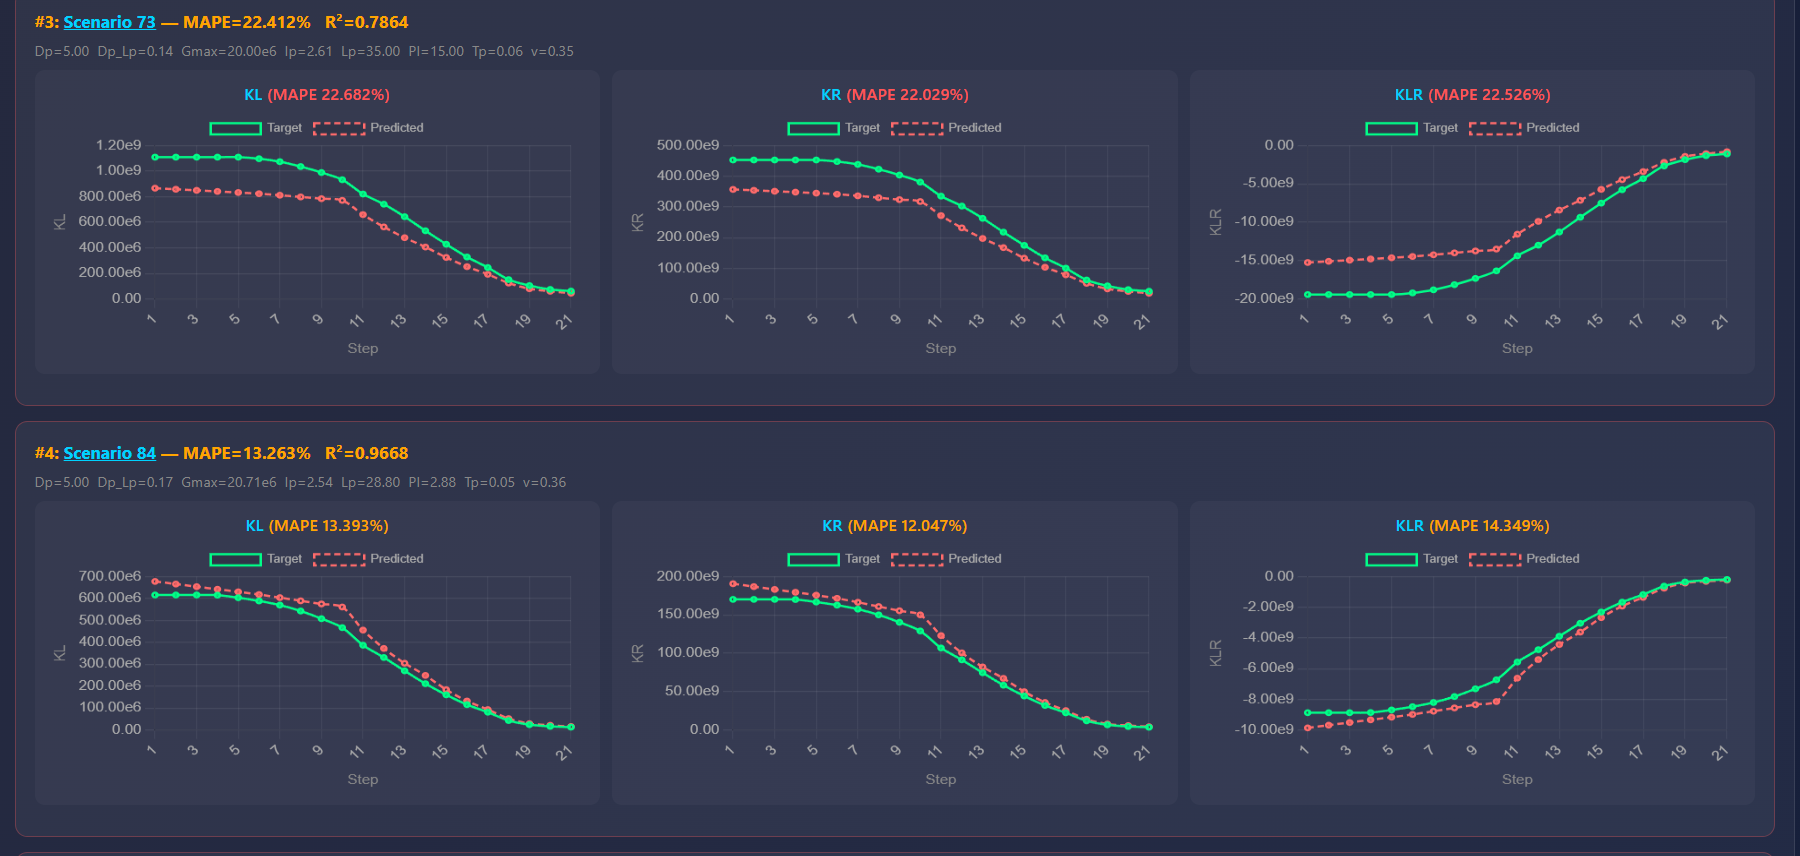 #3: Scenario 73 — MAPE=22.412% R²=0.7864
Dp=5.00 Dp_Lp=0.14 Gmax=20.00e6 Ip=2.61 Lp=35.00 PI=15.00 Tp=0.06 v=0.35
KL (MAPE 22.682%)
Target Predicted
1.20e9
1.00e9
800.00e6
600.00e6
400.00e6
200.00e6
0.00
KL
1 3 5 7 9 11 13 15 17 19 21
Step
KR (MAPE 22.029%)
Target Predicted
500.00e9
400.00e9
300.00e9
200.00e9
100.00e9
0.00
KR
1 3 5 7 9 11 13 15 17 19 21
Step
KLR (MAPE 22.526%)
Target Predicted
0.00
-5.00e9
-10.00e9
-15.00e9
-20.00e9
KLR
1 3 5 7 9 11 13 15 17 19 21
Step
#4: Scenario 84 — MAPE=13.263% R²=0.9668
Dp=5.00 Dp_Lp=0.17 Gmax=20.71e6 Ip=2.54 Lp=28.80 PI=2.88 Tp=0.05 v=0.36
KL (MAPE 13.393%)
Target Predicted
700.00e6
600.00e6
500.00e6
400.00e6
300.00e6
200.00e6
100.00e6
0.00
KL
1 3 5 7 9 11 13 15 17 19 21
Step
KR (MAPE 12.047%)
Target Predicted
200.00e9
150.00e9
100.00e9
50.00e9
0.00
KR
1 3 5 7 9 11 13 15 17 19 21
Step
KLR (MAPE 14.349%)
Target Predicted
0.00
-2.00e9
-4.00e9
-6.00e9
-8.00e9
-10.00e9
KLR
1 3 5 7 9 11 13 15 17 19 21
Step